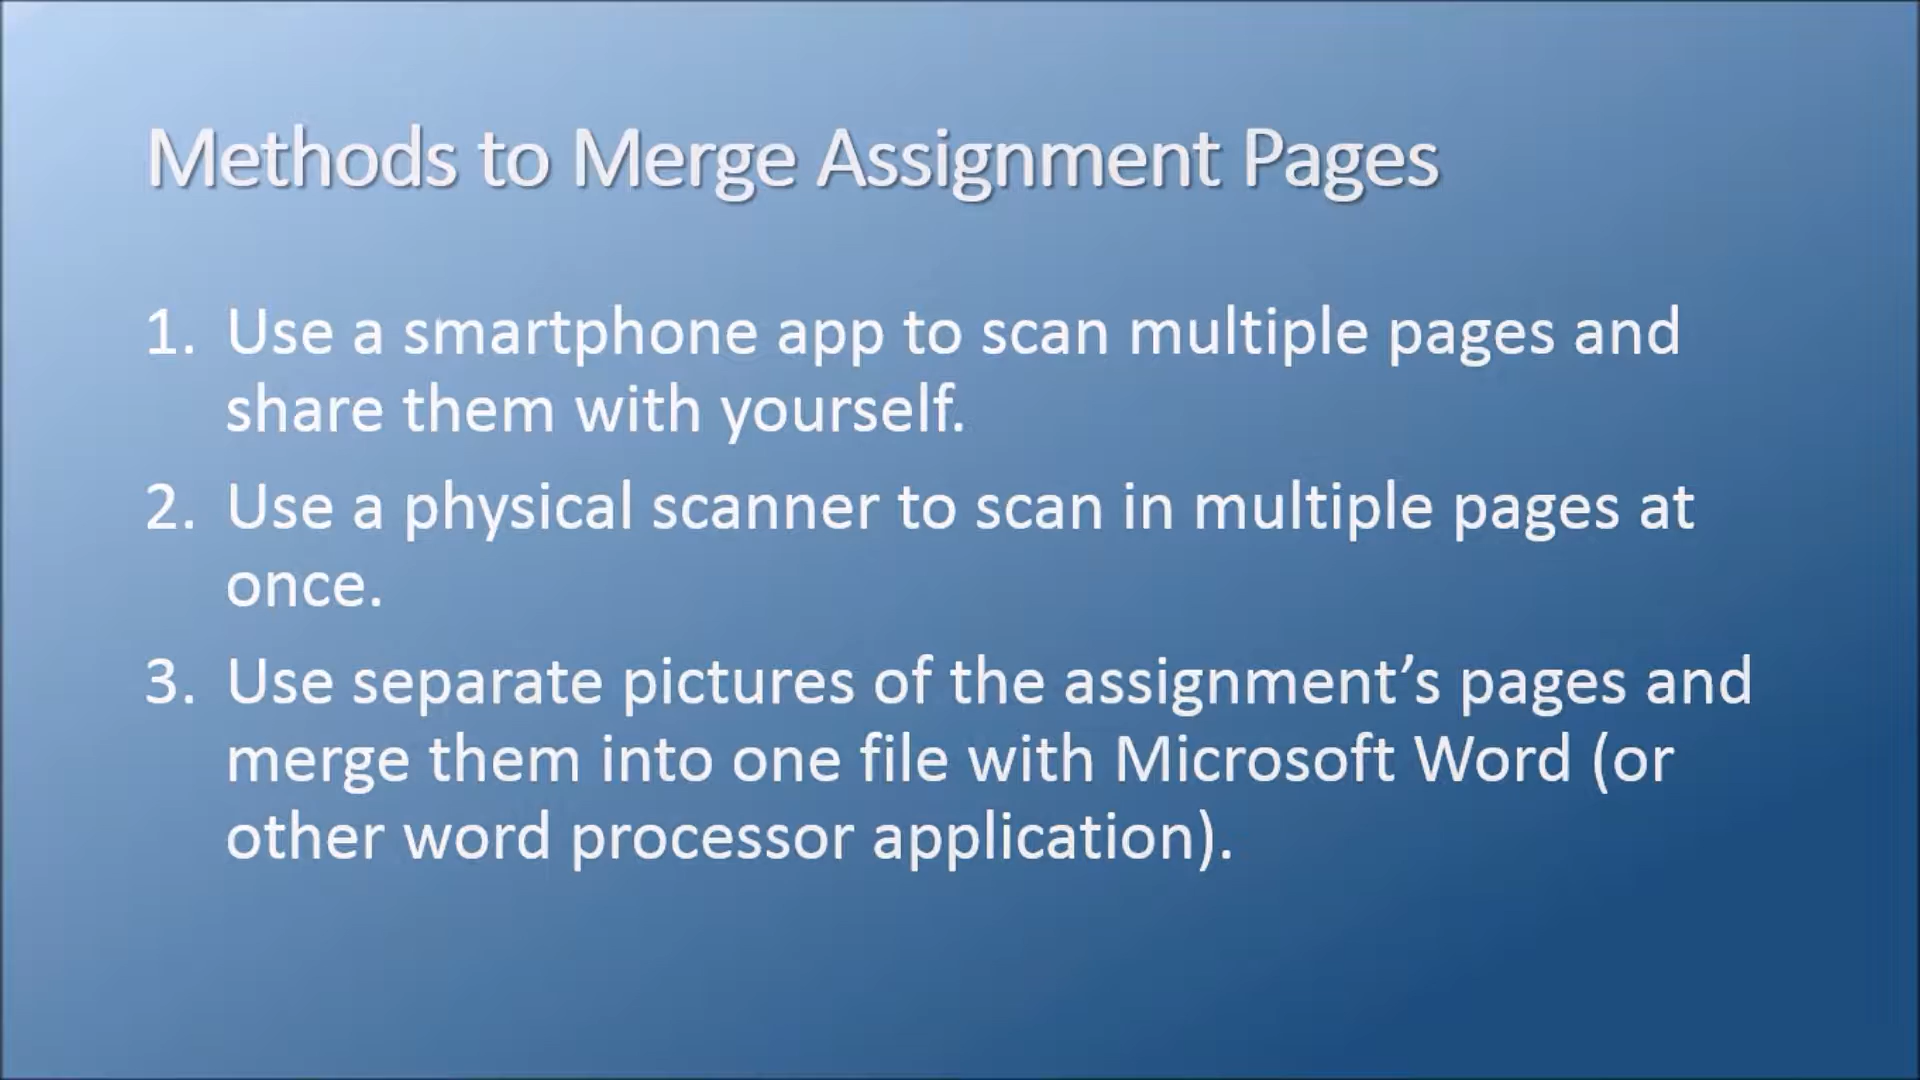 Methods to Merge Assignment Pages
1. Use a smartphone app to scan multiple pages and
share them with yourself.
2. Use a physical scanner to scan in multiple pages at
once.
3. Use separate pictures of the assignment’s pages and
merge them into one file with Microsoft Word (or
other word processor application).